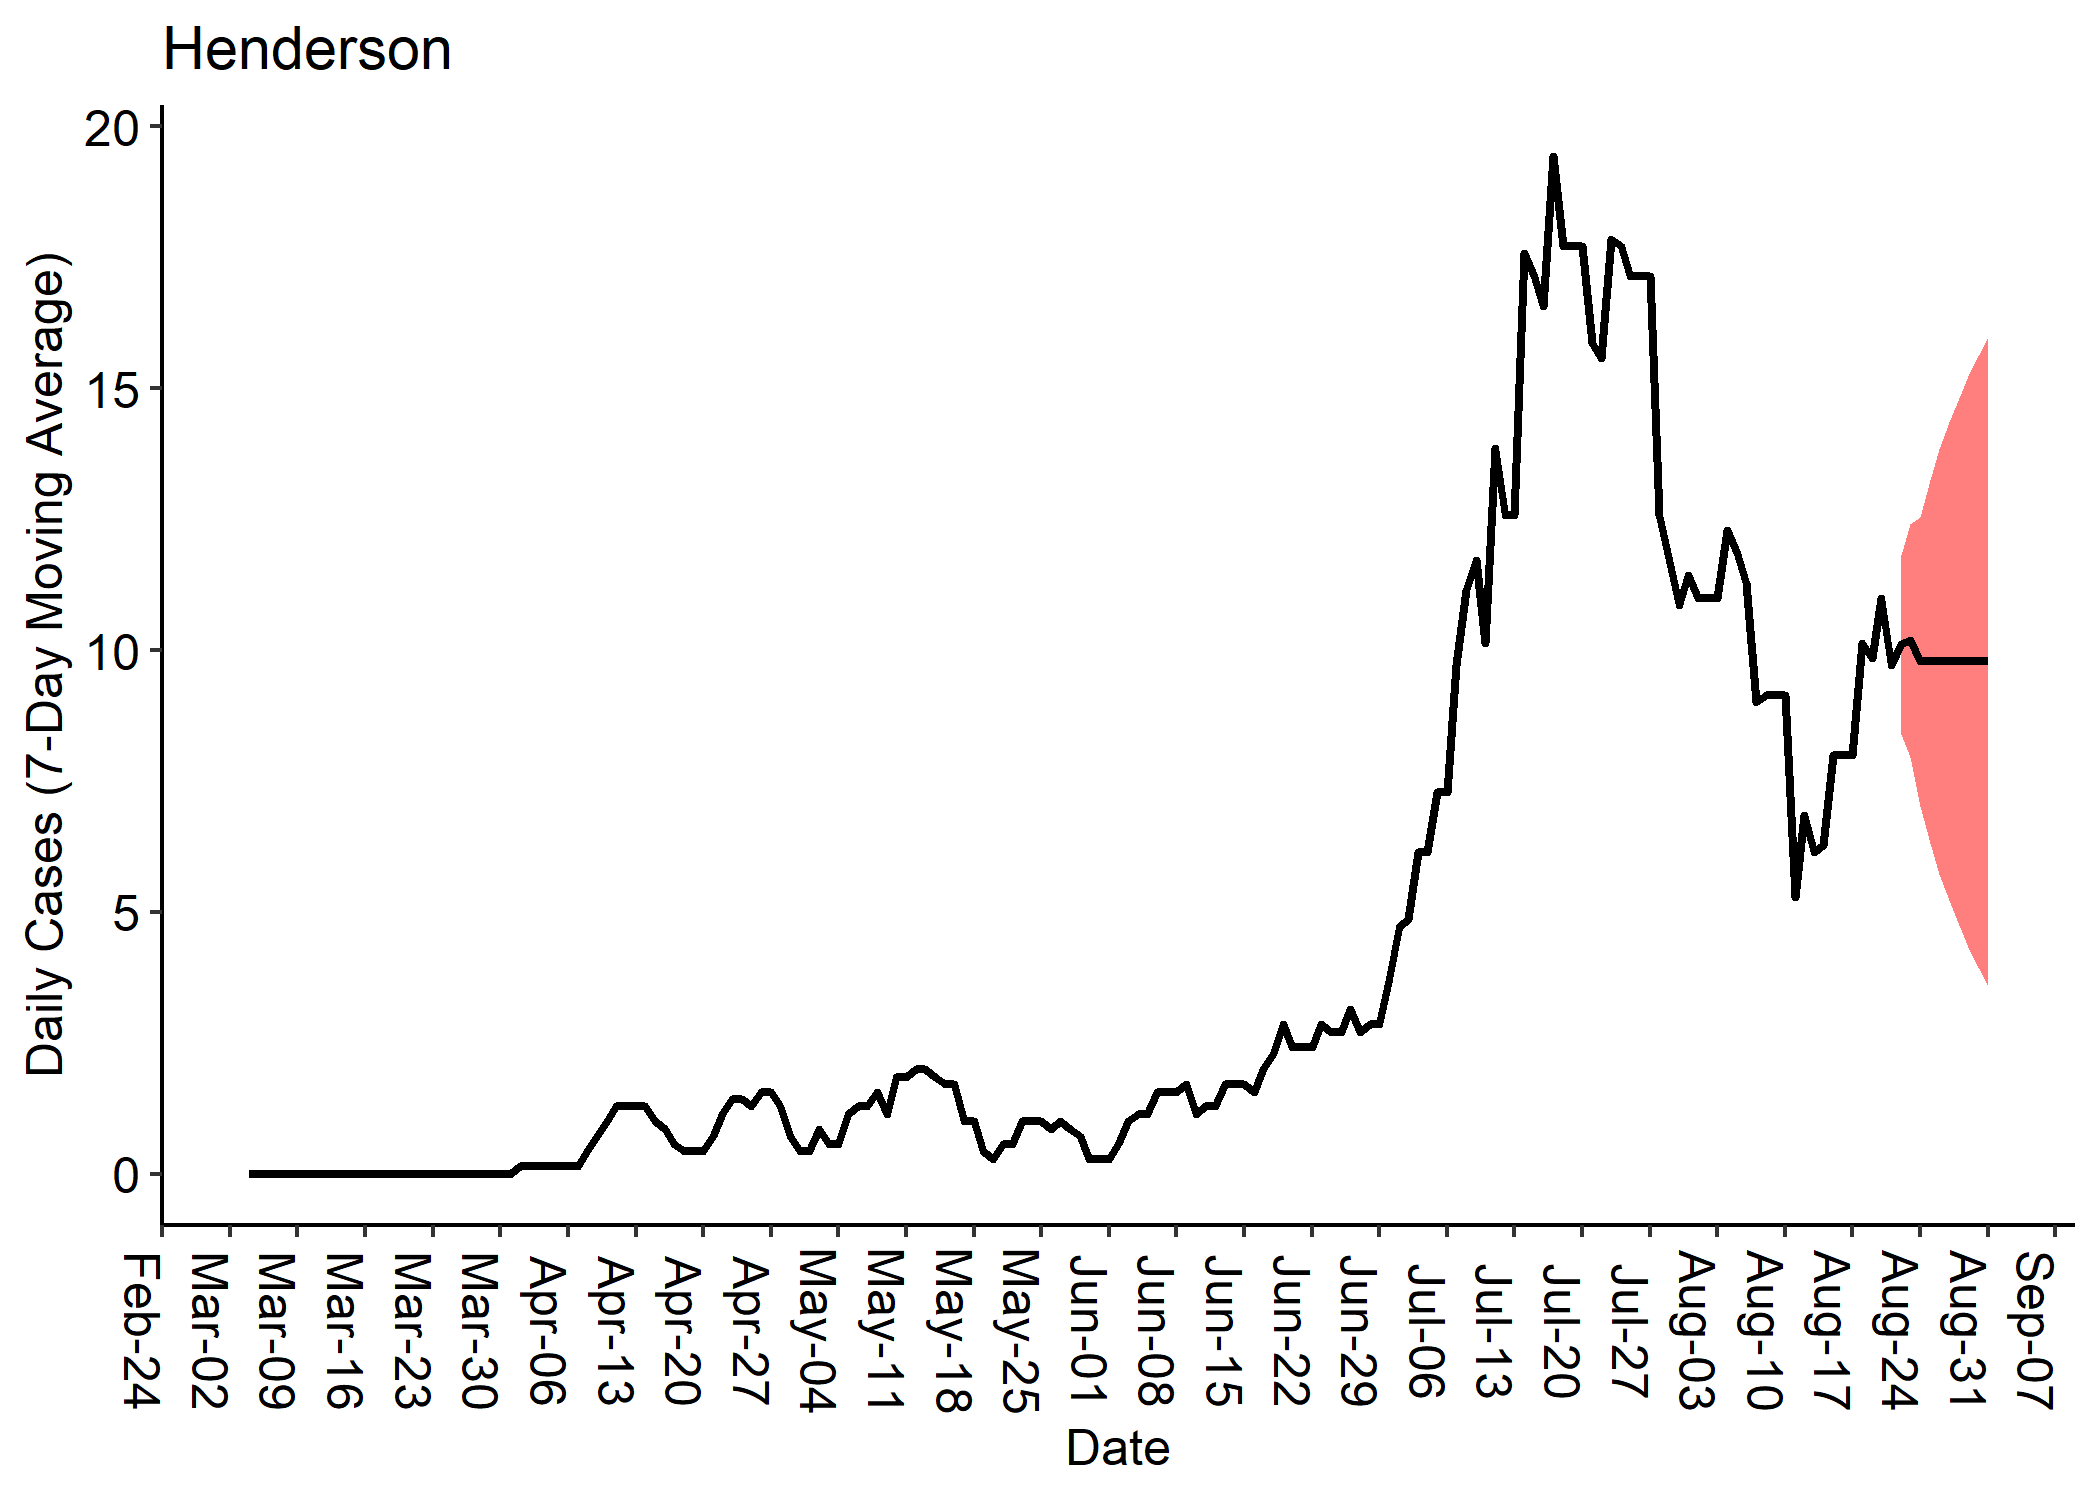 Henderson
Daily Cases (7-Day Moving Average)
20
15
10
5
0
Feb-24
Mar-02
Mar-09
Mar-16
Mar-23
Mar-30
Apr-06
Apr-13
Apr-20
Apr-27
May-04
May-11
May-18
May-25
Jun-01
Jun-08
Jun-15
Jun-22
Jun-29
Jul-06
Jul-13
Jul-20
Jul-27
Aug-03
Aug-10
Aug-17
Aug-24
Aug-31
Sep-07
Date